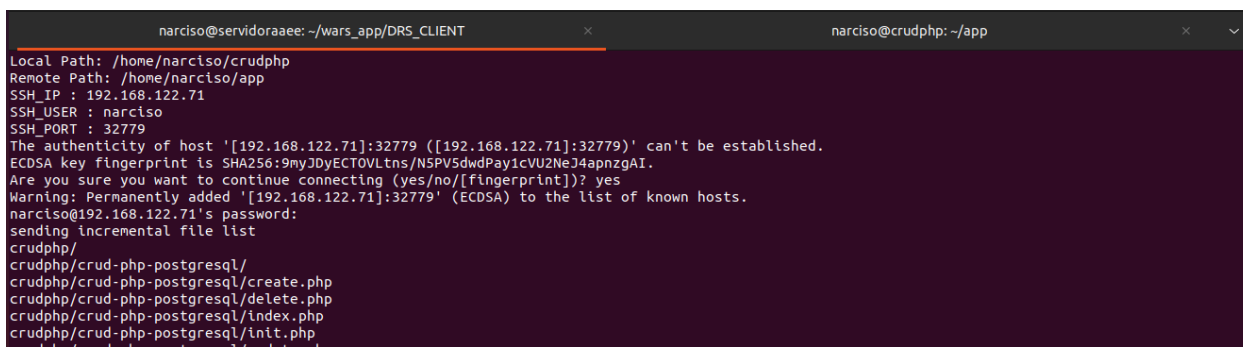 narciso@servidoraaee: ~/wars_app/DRS_CLIENT
narciso@crudphp: ~/app
Local Path: /home/narciso/crudphp
Remote Path: /home/narciso/app
SSH_IP : 192.168.122.71
SSH_USER : narciso
SSH_PORT : 32779
The authenticity of host '[192.168.122.71]:32779 ([192.168.122.71]:32779)' can't be established.
ECDSA key fingerprint is SHA256:9myJDyECTOVLtns/N5PV5dwdPay1cVU2NeJ4apnzgAI.
Are you sure you want to continue connecting (yes/no/[fingerprint])? yes
Warning: Permanently added '[192.168.122.71]:32779' (ECDSA) to the list of known hosts.
narciso@192.168.122.71's password:
sending incremental file list
crudphp/
crudphp/crud-php-postgresql/
crudphp/crud-php-postgresql/create.php
crudphp/crud-php-postgresql/delete.php
crudphp/crud-php-postgresql/index.php
crudphp/crud-php-postgresql/init.php